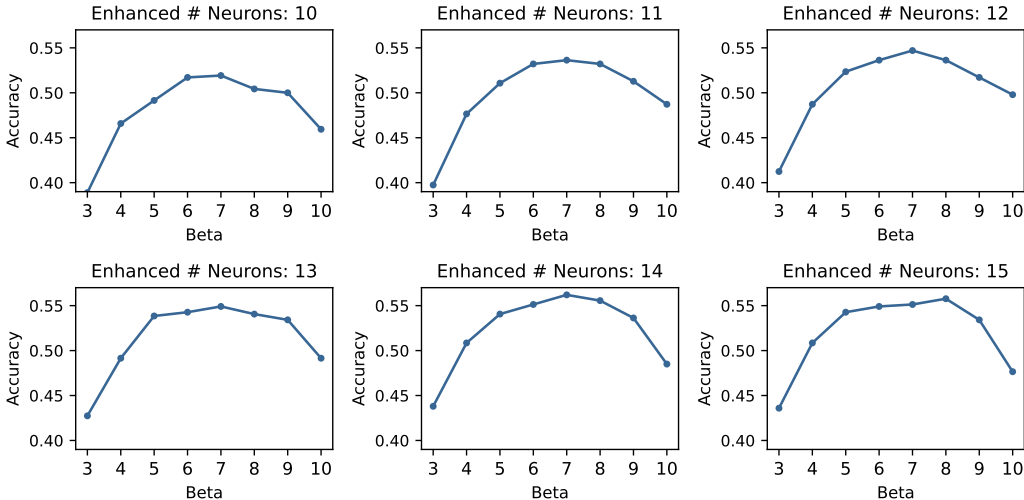 Enhanced # Neurons: 10
Accuracy
0.55
0.50
0.45
0.40
3 4 5 6 7 8 9 10
Beta
Enhanced # Neurons: 11
Accuracy
0.55
0.50
0.45
0.40
3 4 5 6 7 8 9 10
Beta
Enhanced # Neurons: 12
Accuracy
0.55
0.50
0.45
0.40
3 4 5 6 7 8 9 10
Beta
Enhanced # Neurons: 13
Accuracy
0.55
0.50
0.45
0.40
3 4 5 6 7 8 9 10
Beta
Enhanced # Neurons: 14
Accuracy
0.55
0.50
0.45
0.40
3 4 5 6 7 8 9 10
Beta
Enhanced # Neurons: 15
Accuracy
0.55
0.50
0.45
0.40
3 4 5 6 7 8 9 10
Beta